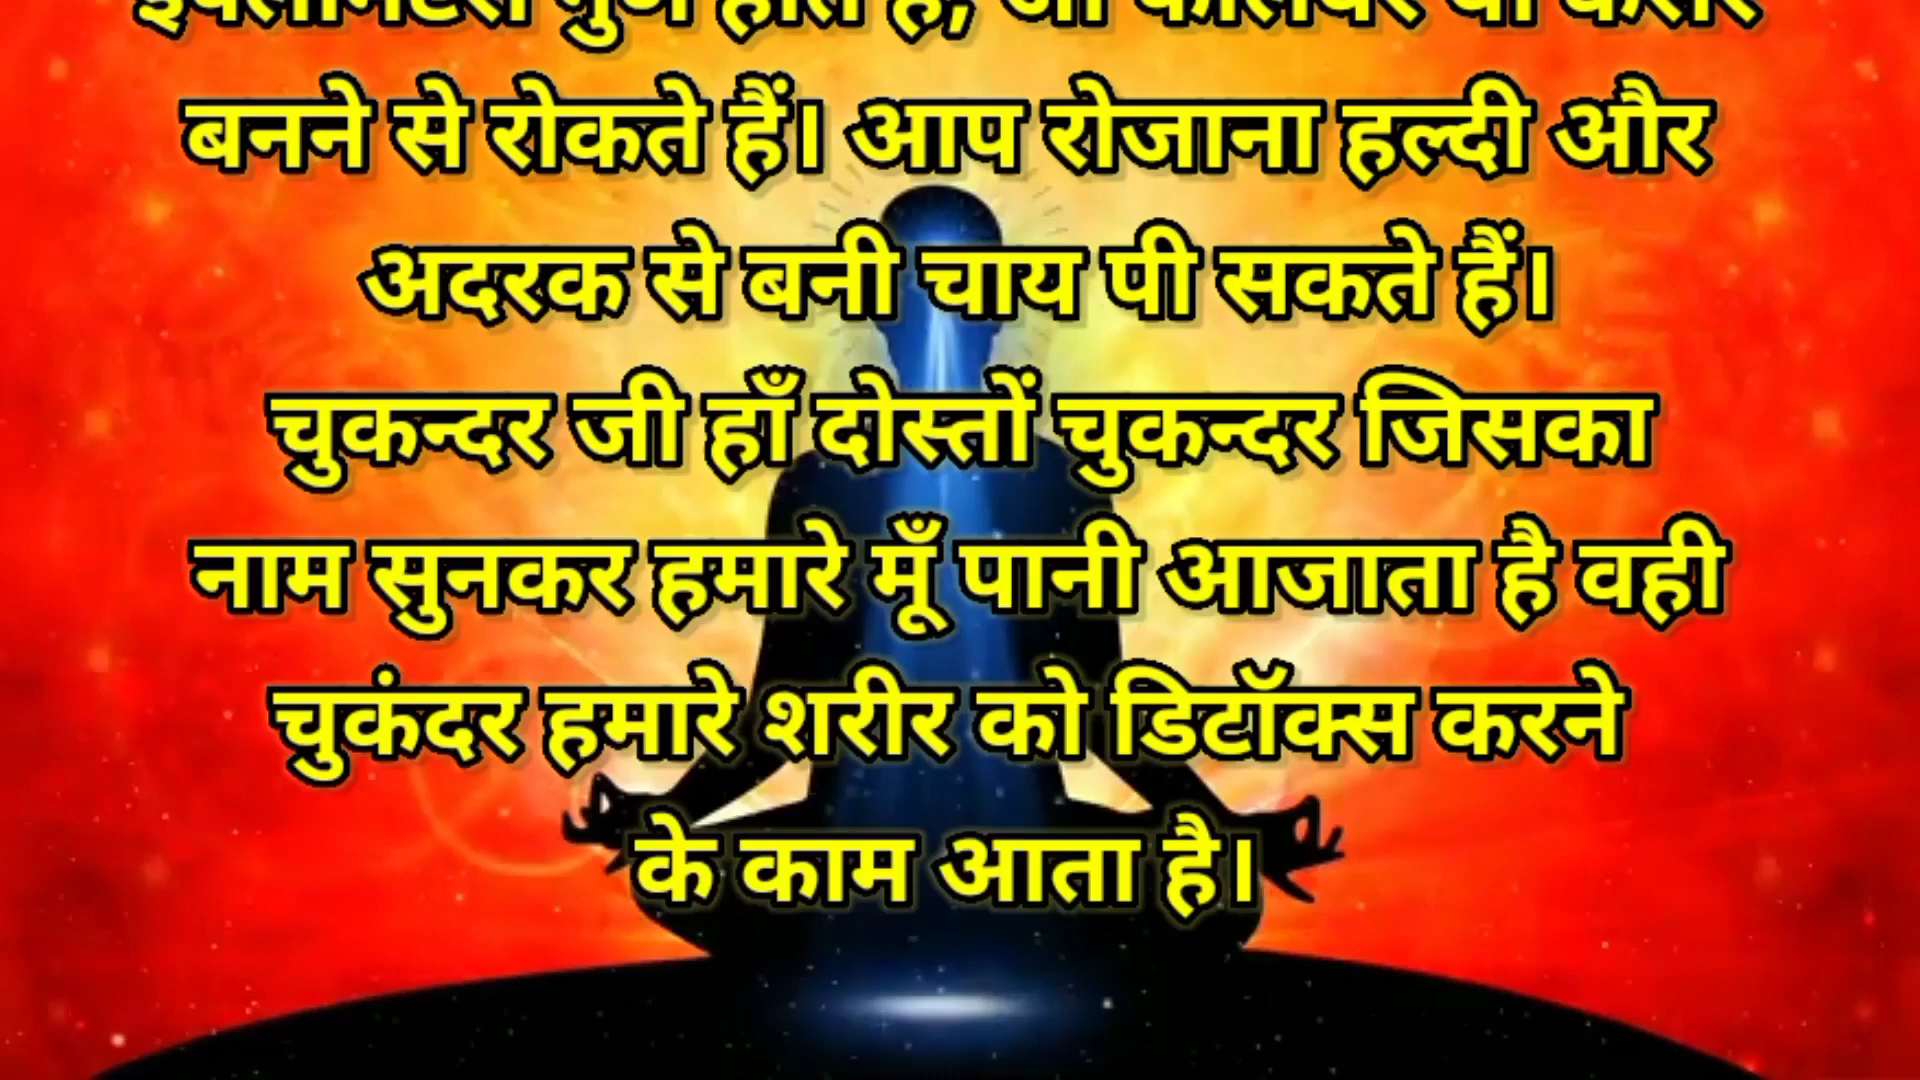 बनने से रोकते हैं। आप रोजाना हल्दी और
अदरक से बनी चाय पी सकते हैं।
चुकन्दर जी हाँ दोस्तों चुकन्दर जिसका
नाम सुनकर हमारे मूँ पानी आजाता है वही
चुकंदर हमारे शरीर को डिटॉक्स करने
के काम आता है।